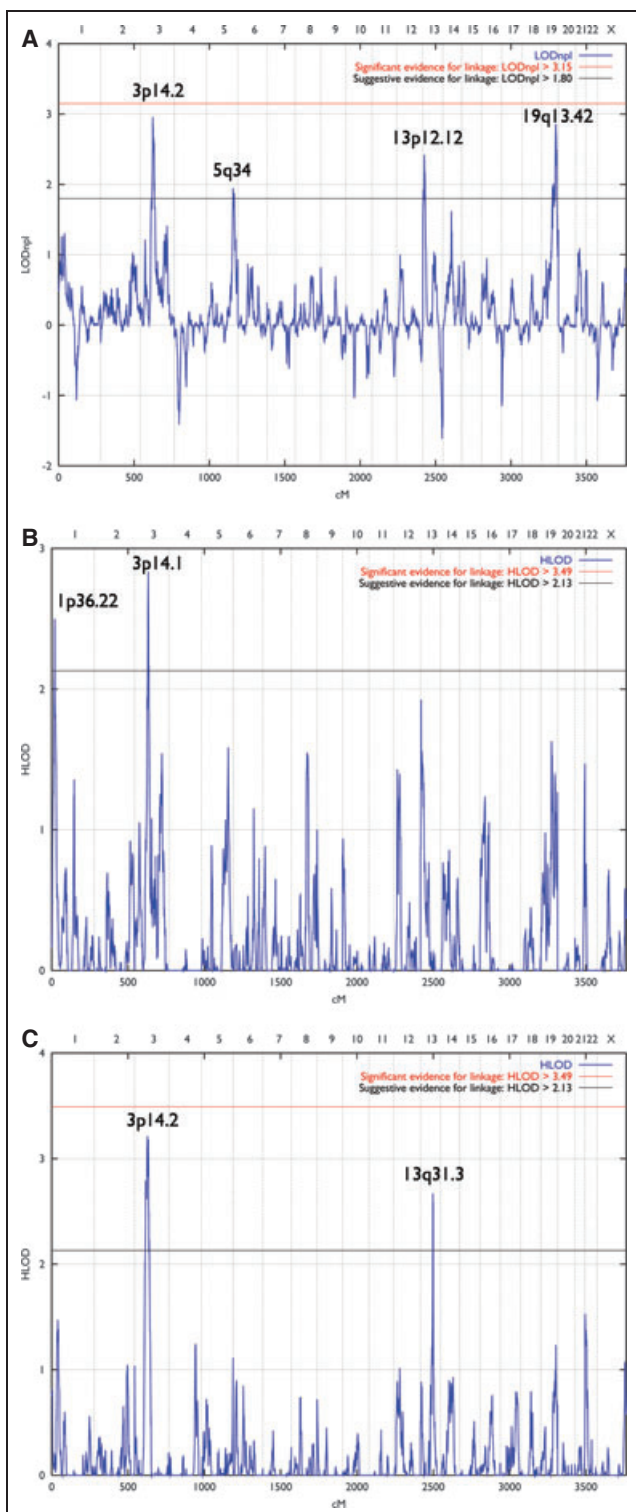 A
1 2 3 4 5 6 7 8 9 10 11 12 13 14 15 16 17 18 19 20 2122 X
4
LODnpl
Significant evidence for linkage: LODnpl > 3.15
Suggestive evidence for linkage: LODnpl > 1.80
3p14.2
3
19q13.42
13p12.12
5q34
2
LODnpl
1
0
-1
-2
0 500 1000 1500 2000 2500 3000 3500
cM
B
1 2 3 4 5 6 7 8 9 10 11 12 13 14 15 16 17 18 19 20 2122 X
3
HLOD
3p14.1
Significant evidence for linkage: HLOD > 3.49
Suggestive evidence for linkage: HLOD > 2.13
1p36.22
2
HLOD
1
0
0 500 1000 1500 2000 2500 3000 3500
cM
C
1 2 3 4 5 6 7 8 9 10 11 12 13 14 15 16 17 18 19 20 2122 X
4
HLOD
Significant evidence for linkage: HLOD > 3.49
Suggestive evidence for linkage: HLOD > 2.13
3p14.2
3
13q31.3
2
HLOD
1
0
0 500 1000 1500 2000 2500 3000 3500
cM